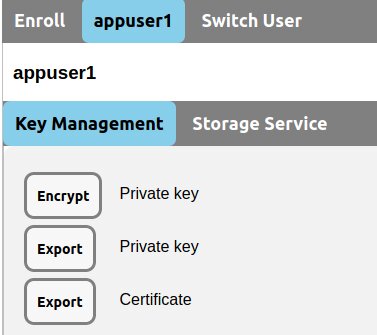 Enroll appuser1 Switch User
appuser1
Key Management Storage Service
Encrypt Private key
Export Private key
Export Certificate